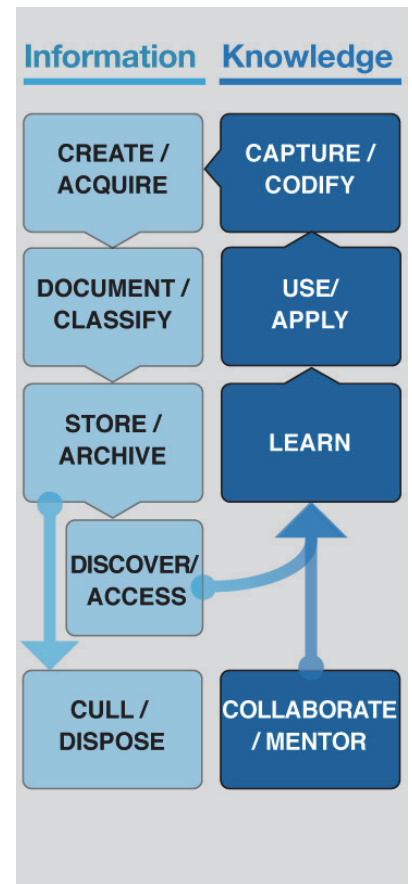 Information
Knowledge
CREATE /
ACQUIRE
CAPTURE /
CODIFY
DOCUMENT /
CLASSIFY
USE/
APPLY
STORE /
ARCHIVE
LEARN
DISCOVER/
ACCESS
CULL /
DISPOSE
COLLABORATE
/ MENTOR